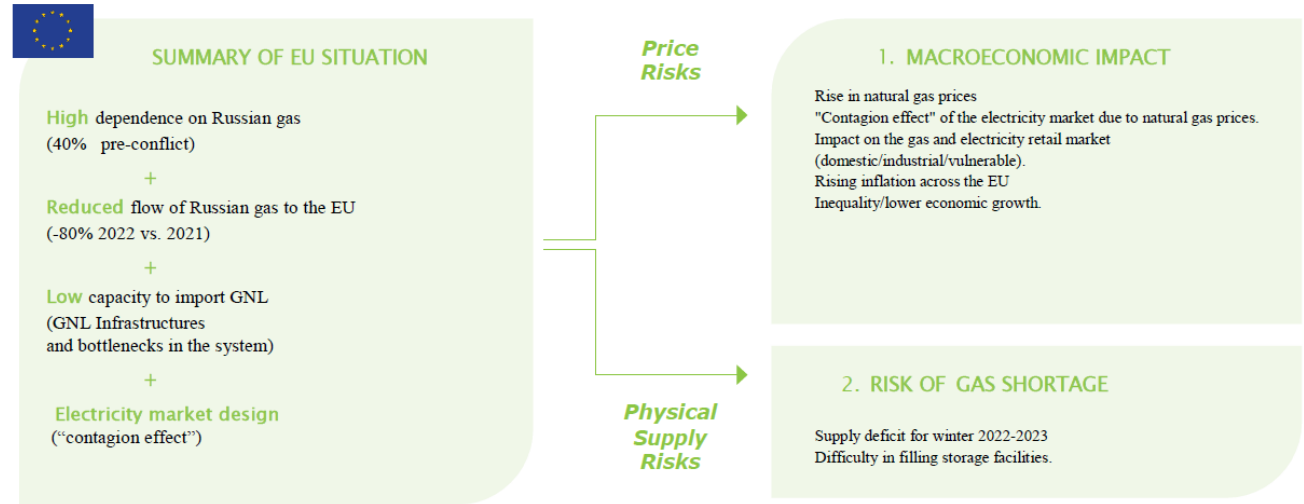 SUMMARY OF EU SITUATION
High dependence on Russian gas
(40% pre-conflict)
+
Reduced flow of Russian gas to the EU
(-80% 2022 vs. 2021)
+
Low capacity to import GNL
(GNL Infrastructures
and bottlenecks in the system)
+
Electricity market design
(“contagion effect”)
Price
Risks
Physical
Supply
Risks
1. MACROECONOMIC IMPACT
Rise in natural gas prices
"Contagion effect" of the electricity market due to natural gas prices.
Impact on the gas and electricity retail market
(domestic/industrial/vulnerable).
Rising inflation across the EU
Inequality/lower economic growth.
2. RISK OF GAS SHORTAGE
Supply deficit for winter 2022-2023
Difficulty in filling storage facilities.